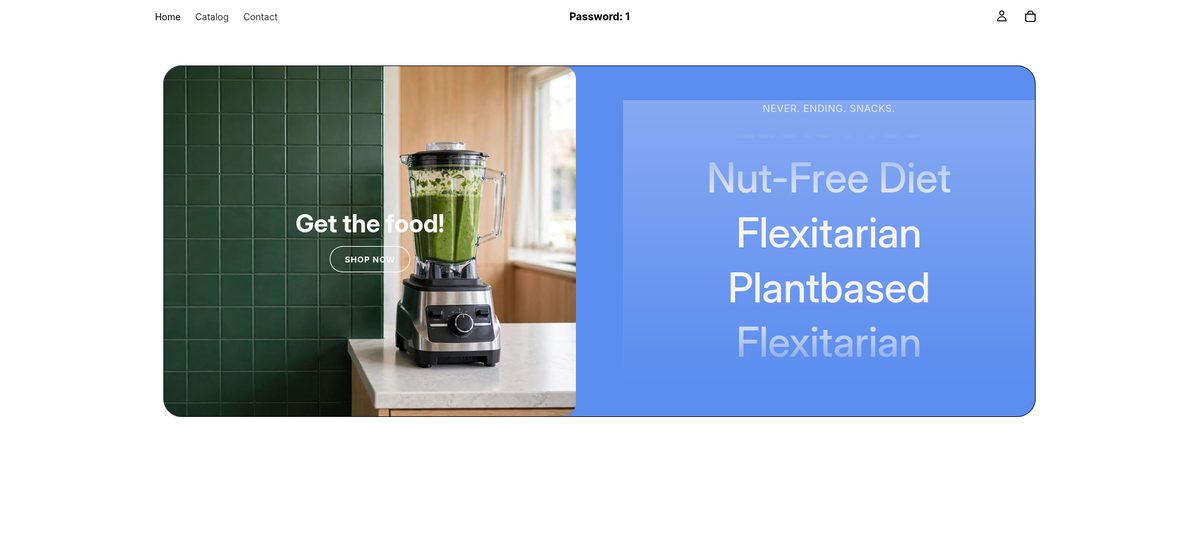 Home
Catalog
Contact
Password: 1
Get the food!
SHOP NOW
NEVER. ENDING. SNACKS.
Nut-Free Diet
Flexitarian
Plantbased
Flexitarian